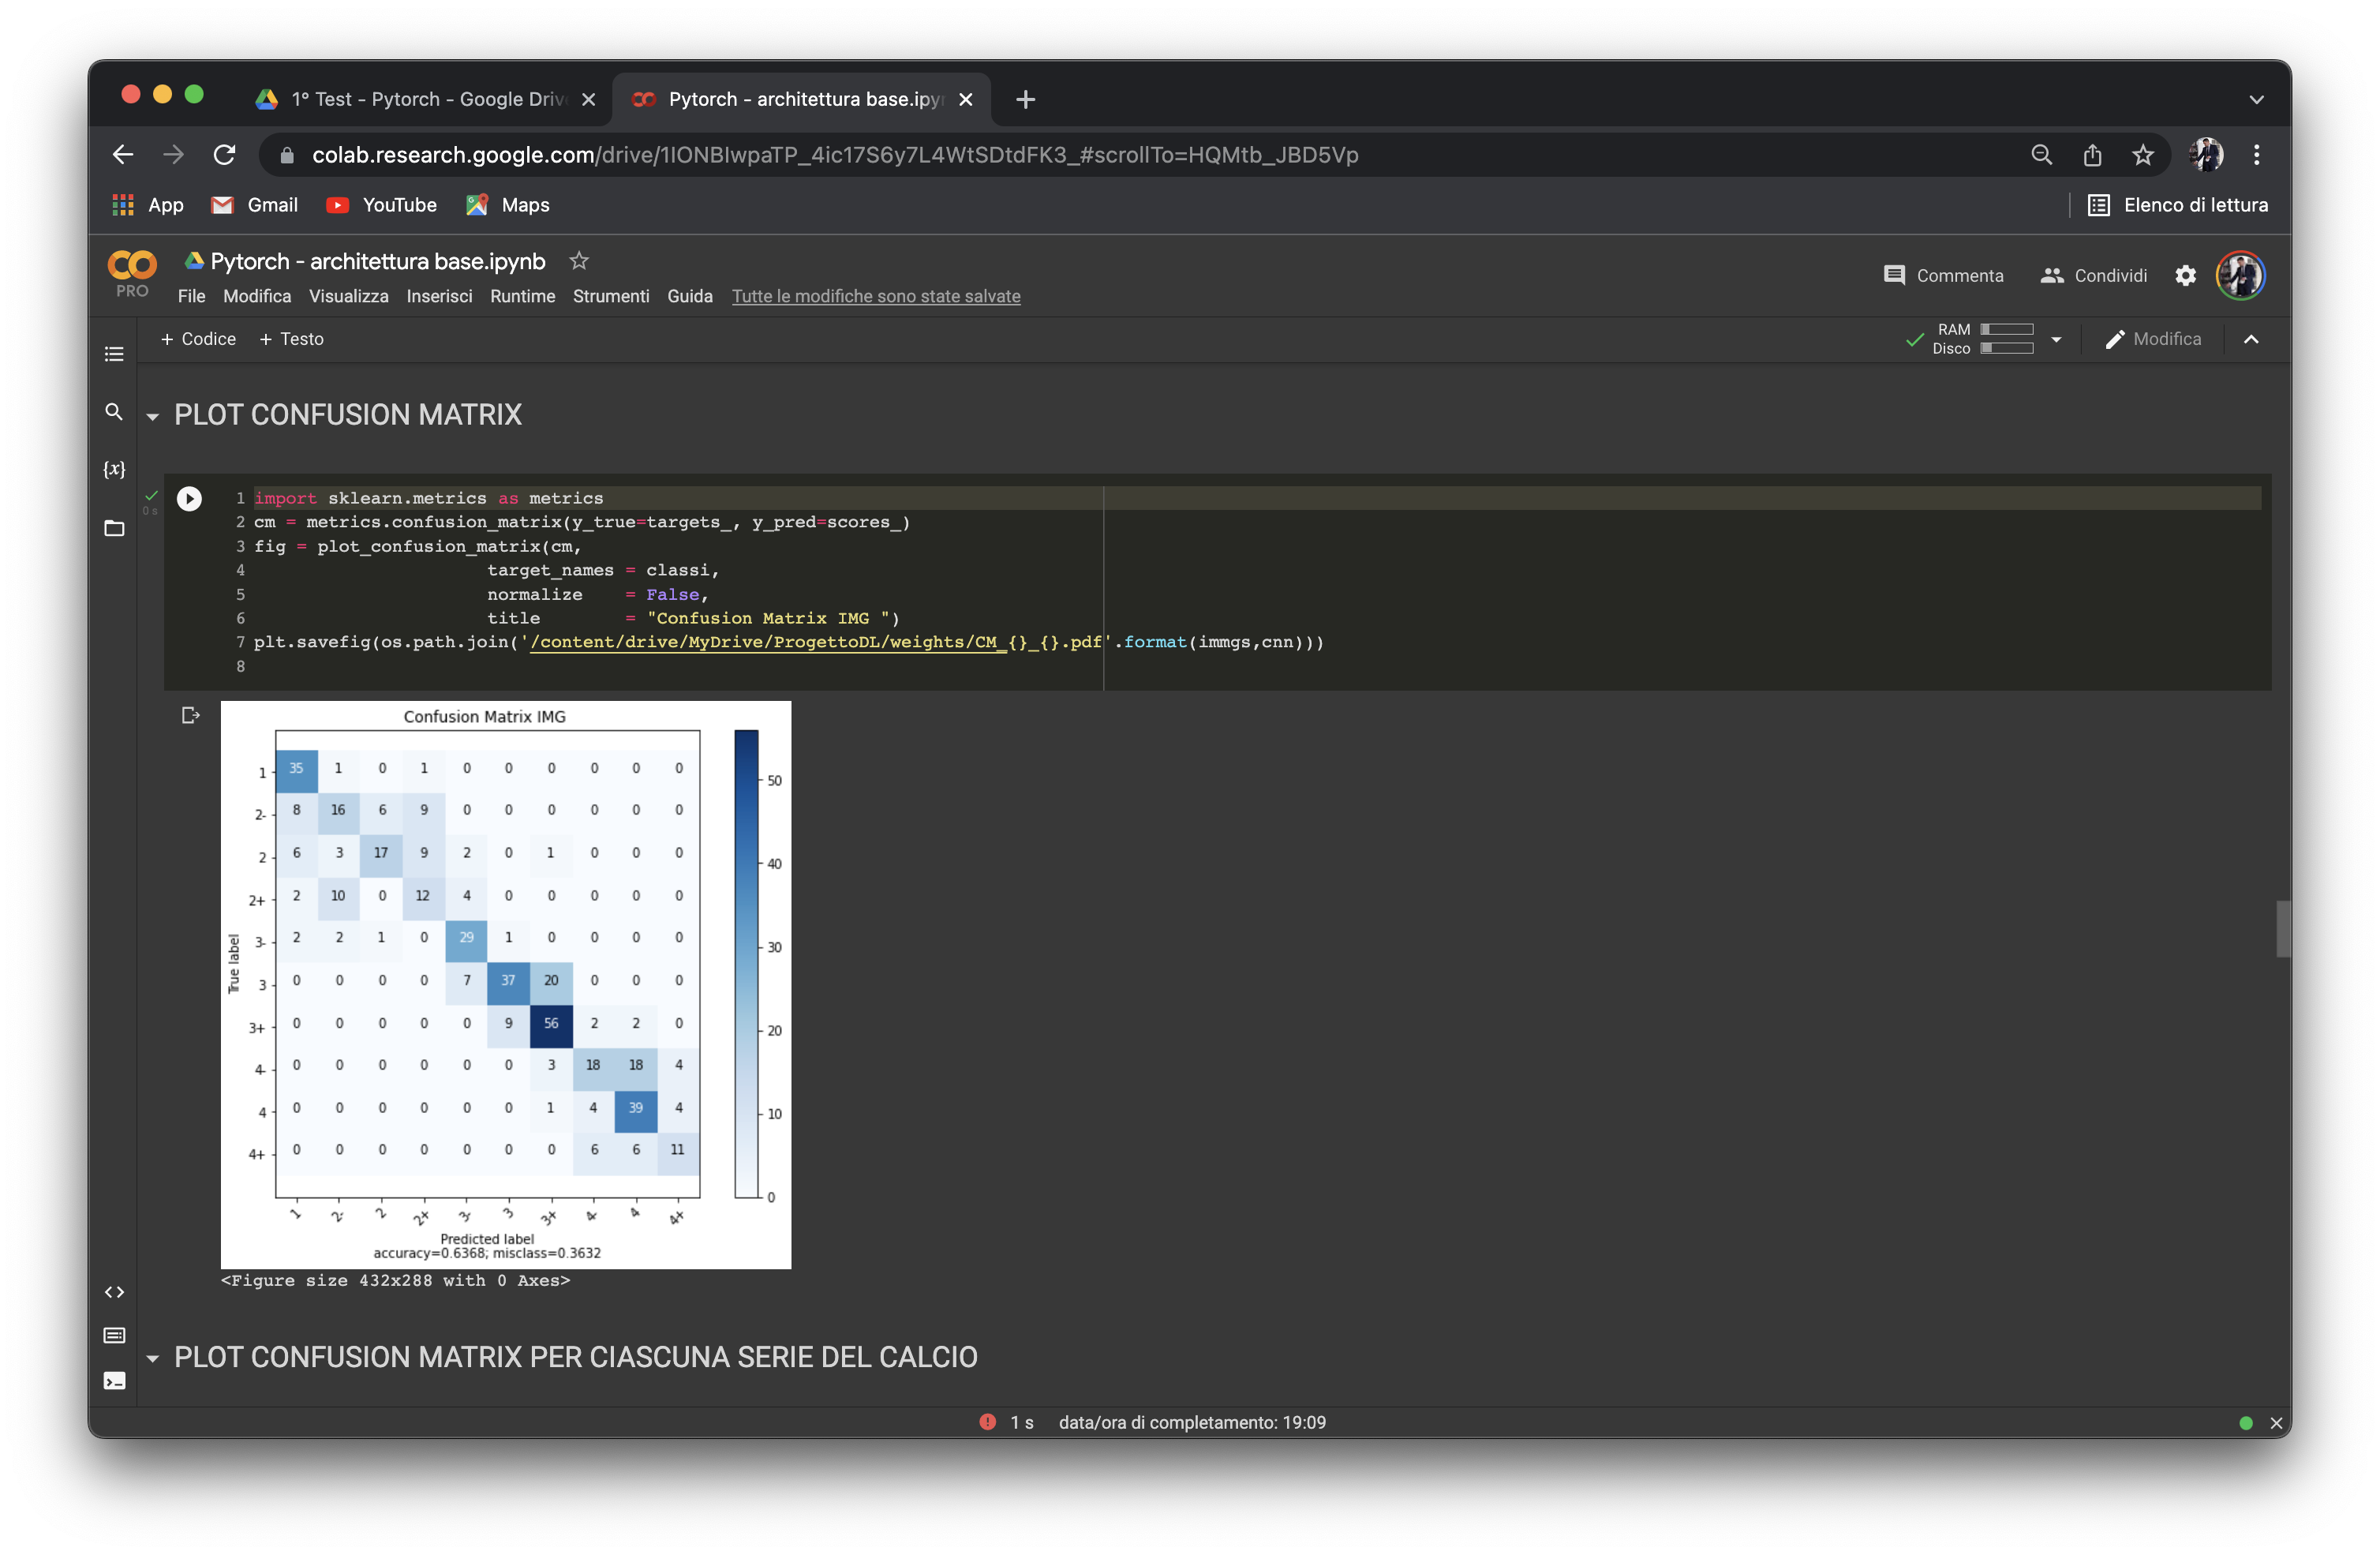 1° Test - Pytorch - Google Driv
Pytorch - architettura base.ipy
colab.research.google.com/drive/1IONBIwpaTP_4ic17S6y7L4WtSDtdFK3_#scrollTo=HQMtb_JBD5Vp
App Gmail YouTube Maps Elenco di lettura
CO PRO
Pytorch - architettura base.ipynb
File Modifica Visualizza Inserisci Runtime Strumenti Guida Tutte le modifiche sono state salvate
Commenta Condividi
+ Codice + Testo
RAM
Disco
Modifica
PLOT CONFUSION MATRIX
{x}
0 s
1 import sklearn.metrics as metrics
2 cm = metrics.confusion_matrix(y_true=targets_, y_pred=scores_)
3 fig = plot_confusion_matrix(cm,
4 target_names = classi,
5 normalize    = False,
6 title        = "Confusion Matrix IMG ")
7 plt.savefig(os.path.join('/content/drive/MyDrive/ProgettoDL/weights/CM_{}_{}.pdf'.format(immgs,cnn)))
8
Confusion Matrix IMG
1 35 1 0 1 0 0 0 0 0 0
2- 8 16 6 9 0 0 0 0 0 0
2 6 3 17 9 2 0 1 0 0 0
2+ 2 10 0 12 4 0 0 0 0 0
3- 2 2 1 0 29 1 0 0 0 0
3 0 0 0 0 7 37 20 0 0 0
3+ 0 0 0 0 0 9 56 2 2 0
4- 0 0 0 0 0 0 3 18 18 4
4 0 0 0 0 0 0 1 4 39 4
4+ 0 0 0 0 0 0 0 6 6 11
True label
1 2- 2 2+ 3- 3 3+ 4- 4 4+
Predicted label
accuracy=0.6368; misclass=0.3632
50
40
30
20
10
0
<Figure size 432x288 with 0 Axes>
PLOT CONFUSION MATRIX PER CIASCUNA SERIE DEL CALCIO
1 s data/ora di completamento: 19:09